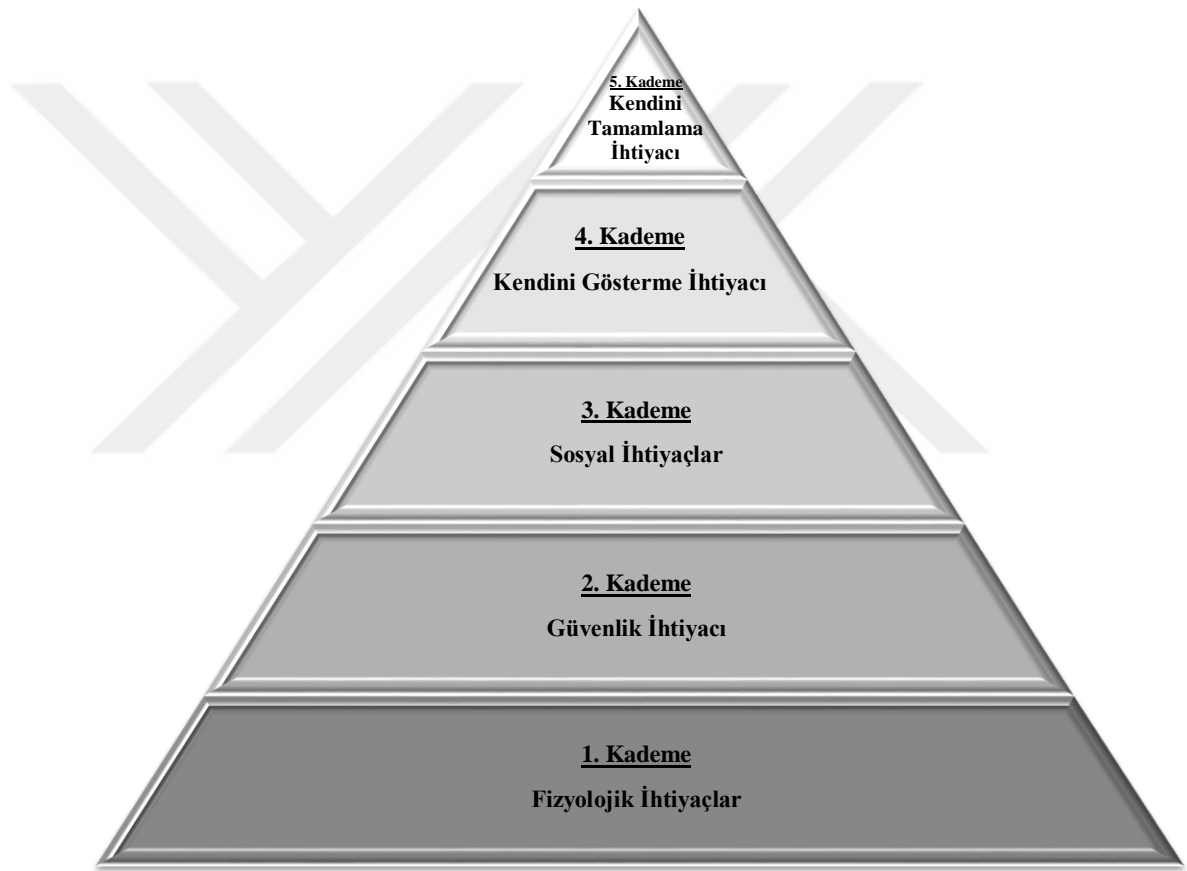 5. Kademe
Kendini
Tamamlama
İhtiyacı
4. Kademe
Kendini Gösterme İhtiyacı
3. Kademe
Sosyal İhtiyaçlar
2. Kademe
Güvenlik İhtiyacı
1. Kademe
Fizyolojik İhtiyaçlar